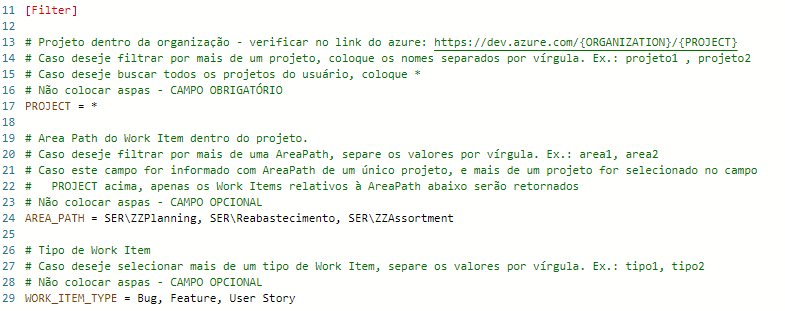 11 [Filter]
12
13 # Projeto dentro da organização - verificar no link do azure: https://dev.azure.com/{ORGANIZATION}/{PROJECT}
14 # Caso deseje filtrar por mais de um projeto, coloque os nomes separados por vírgula. Ex.: projeto1 , projeto2
15 # Caso deseje buscar todos os projetos do usuário, coloque *
16 # Não colocar aspas - CAMPO OBRIGATÓRIO
17 PROJECT = *
18
19 # Area Path do Work Item dentro do projeto.
20 # Caso deseje filtrar por mais de uma AreaPath, separe os valores por vírgula. Ex.: area1, area2
21 # Caso este campo for informado com AreaPath de um único projeto, e mais de um projeto for selecionado no campo
22 #   PROJECT acima, apenas os Work Items relativos à AreaPath abaixo serão retornados
23 # Não colocar aspas - CAMPO OPCIONAL
24 AREA_PATH = SER\ZZPlanning, SER\Reabastecimento, SER\ZZAssortment
25
26 # Tipo de Work Item
27 # Caso deseje selecionar mais de um tipo de Work Item, separe os valores por vírgula. Ex.: tipo1, tipo2
28 # Não colocar aspas - CAMPO OPCIONAL
29 WORK_ITEM_TYPE = Bug, Feature, User Story